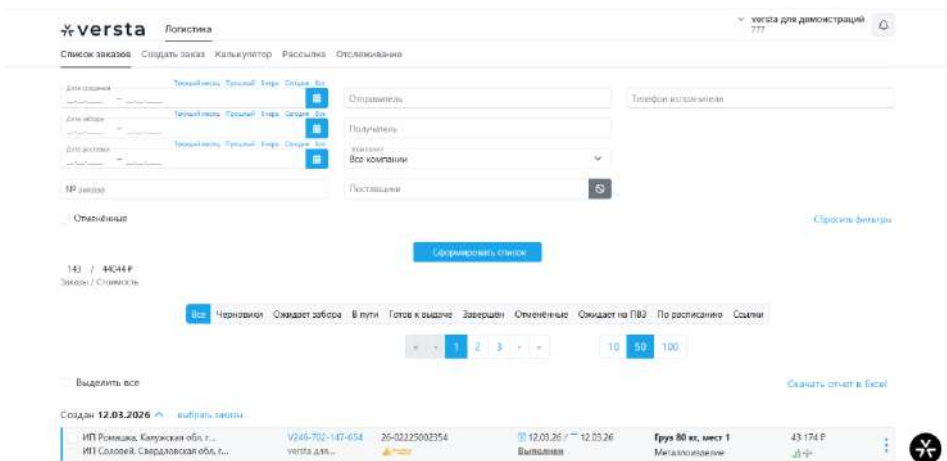 versta
Логистика
versta для демонстраций
777
Список заказов Создать заказ Калькулятор Рассылка Отслеживание
Дата создания Текущий месяц Прошлый Вчера Сегодня Все
Отправитель
Телефон исполнителя
Дата забора Текущий месяц Прошлый Вчера Сегодня Все
Получатель
Дата доставки Текущий месяц Прошлый Вчера Сегодня Все
Компания
Все компании
№ заказа
Поставщики
Отменённые
Сбросить фильтры
Сформировать список
143 / 44044 ₽
Заказы / Стоимость
Все Черновики Ожидает забора В пути Готов к выдаче Завершён Отменённые Ожидает на ПВЗ По расписанию Ссылки
« « 1 2 3 » » 10 50 100
Выделить все
Скачать отчет в Excel
Создан 12.03.2026 выбрать заказы
ИП Ромашка, Калужская обл, г... V246-702-147-654 26-02225002354 12.03.26 / 12.03.26 Груз 80 кг, мест 1 43 174 ₽
ИП Соловей, Свердловская обл, г... versta для... Выполнен Металлоизделие